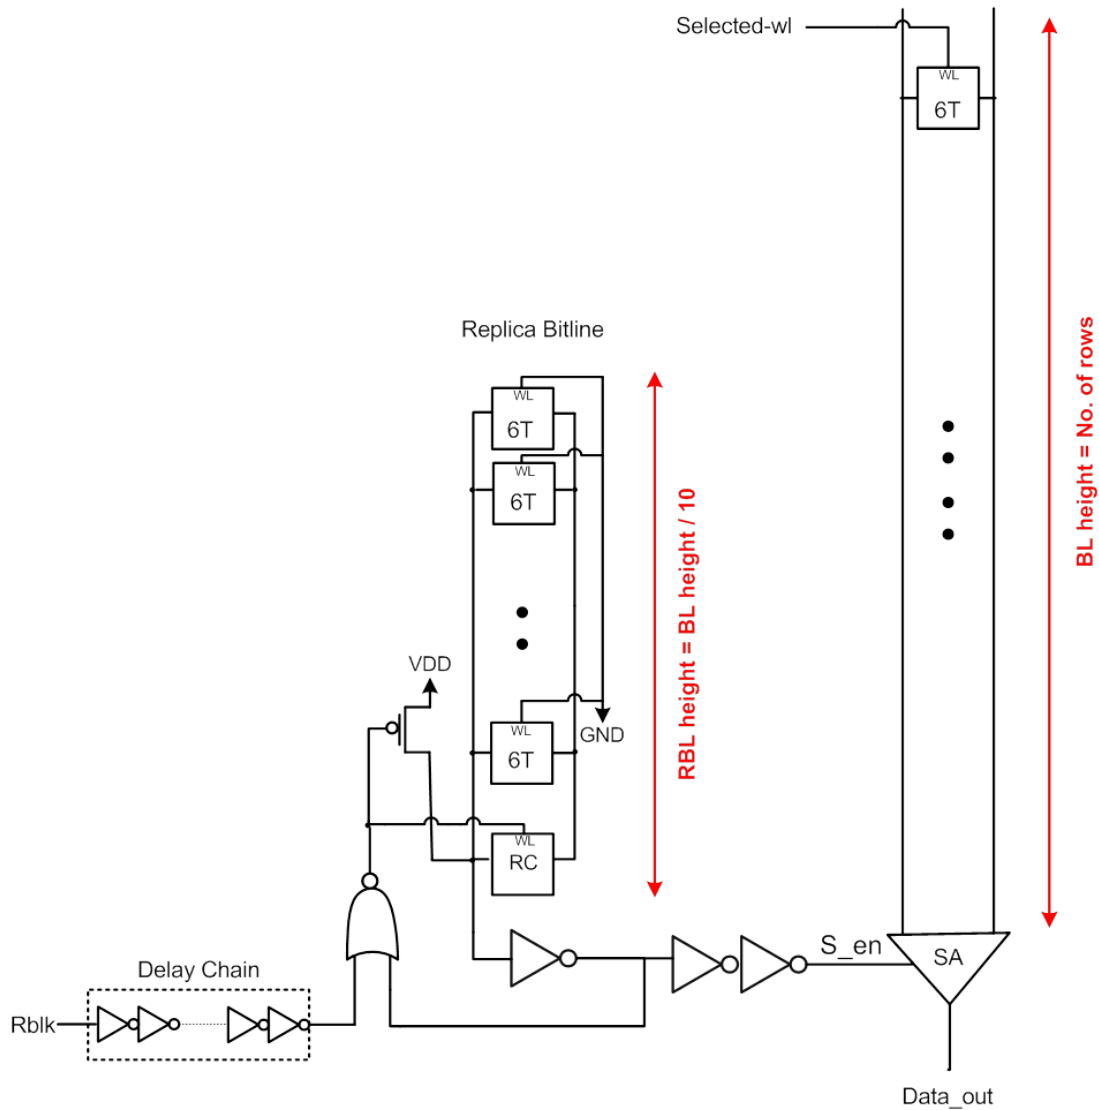 Selected-wl
WL
6T
Replica Bitline
WL
6T
WL
6T
BL height = No. of rows
RBL height = BL height / 10
VDD
GND
WL
6T
WL
RC
S_en
SA
Delay Chain
Rblk
Data_out